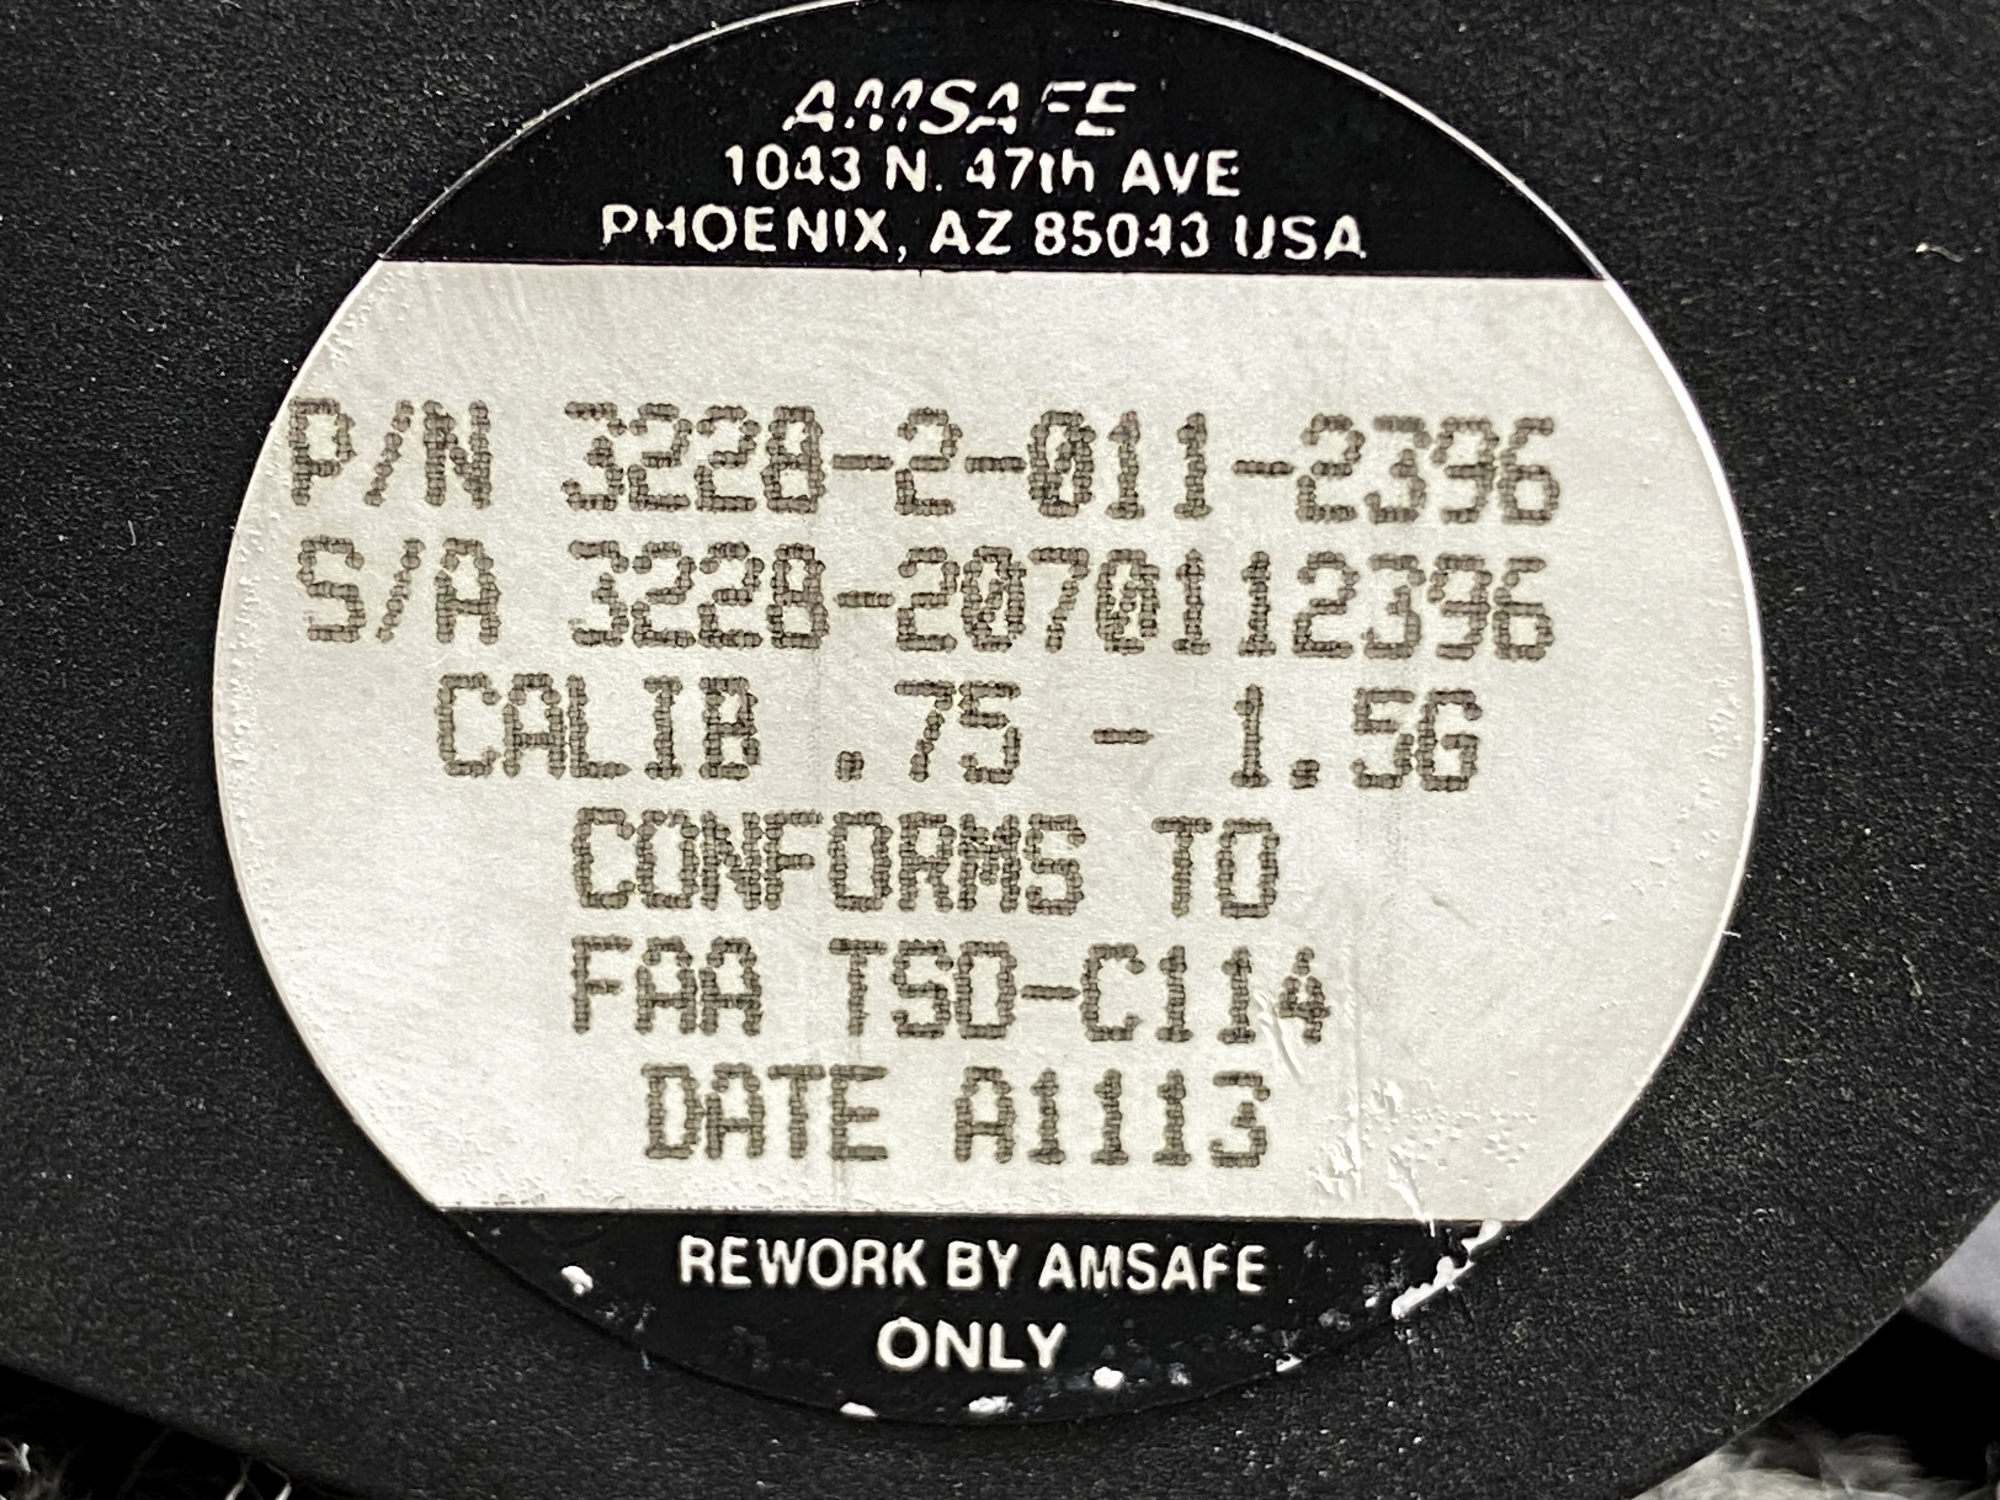 AMSAFE
1043 N. 47th AVE
PHOENIX, AZ 85043 USA
P/N 3228-2-011-2396
S/A 3228-2070112396
CALIB .75 - 1.5G
CONFORMS TO
FAA TSO-C114
DATE A1113
REWORK BY AMSAFE
ONLY